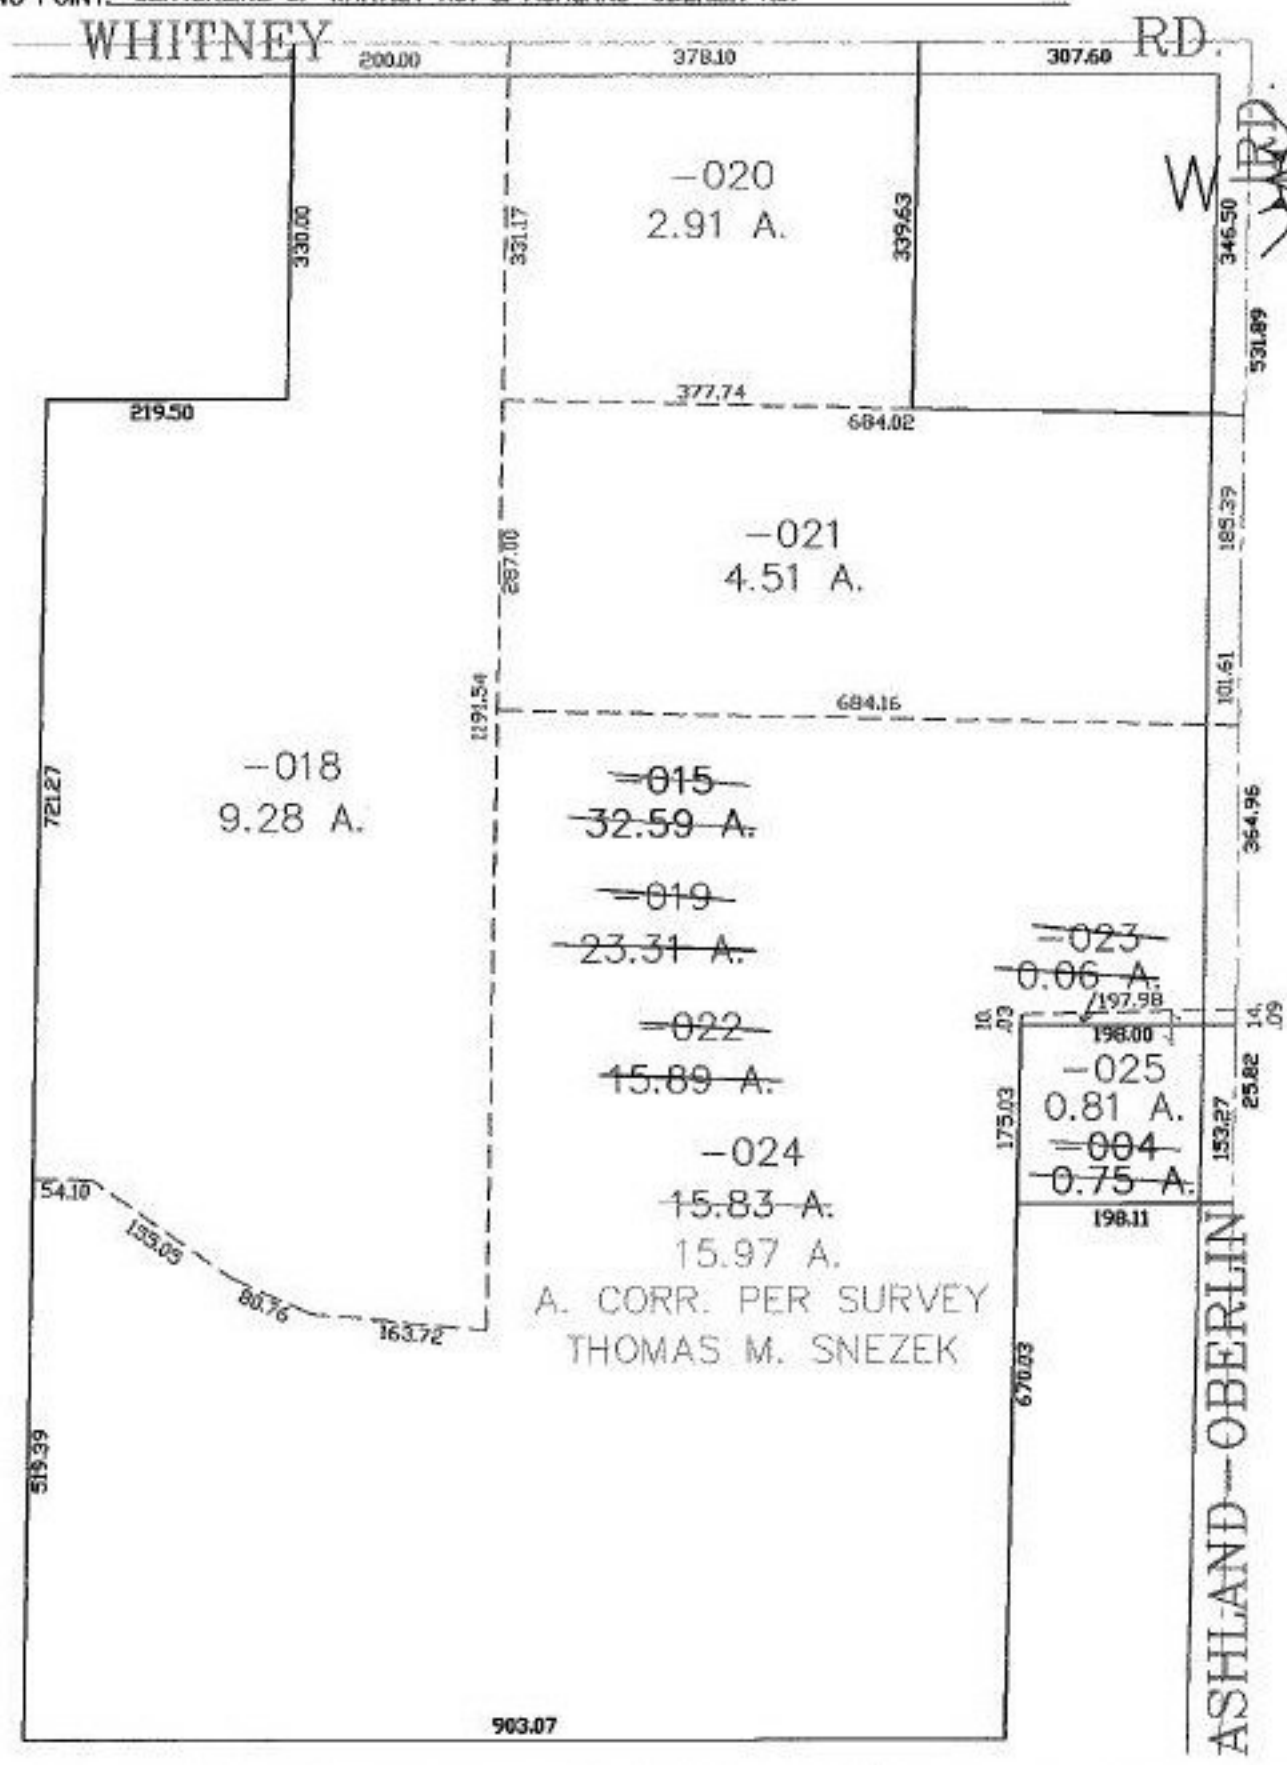 WHITNEY RD.
200.00
378.10
307.60
RD.
W
330.00
331.17
-020
2.91 A.
339.63
346.50
531.89
219.50
377.74
684.02
287.00
-021
4.51 A.
185.39
101.61
1291.54
684.16
721.27
-018
9.28 A.
-015
32.59 A.
364.96
-019
23.31 A.
-023
0.06 A.
197.98
10.
.03
198.00
14.
.09
-022
15.89 A.
-025
0.81 A.
25.82
175.03
153.27
-004
0.75 A.
-024
15.83 A.
15.97 A.
A. CORR. PER SURVEY
THOMAS M. SNEZEK
198.11
54.10
155.05
80.76
163.72
670.03
519.39
903.07
ASHLAND-OBERLIN